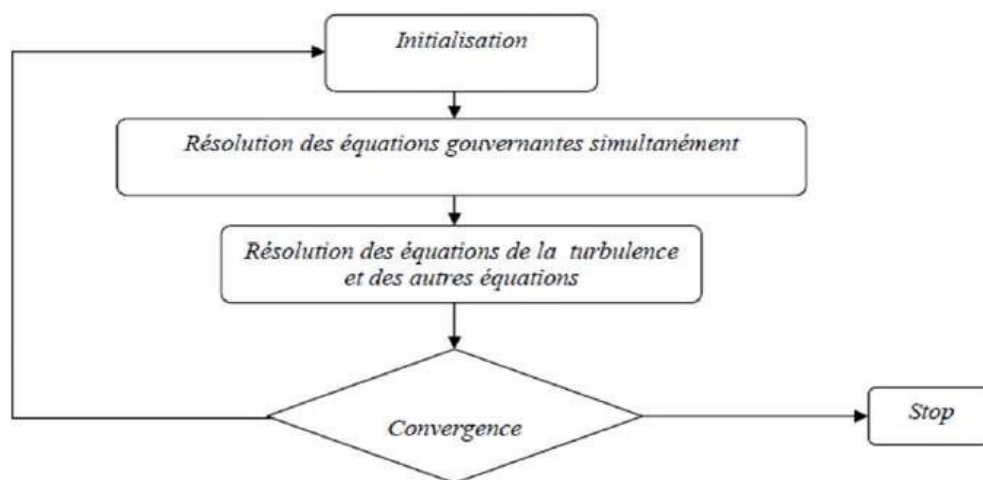 Initialisation
Résolution des équations gouvernantes simultanément
Résolution des équations de la turbulence
et des autres équations
Convergence
Stop